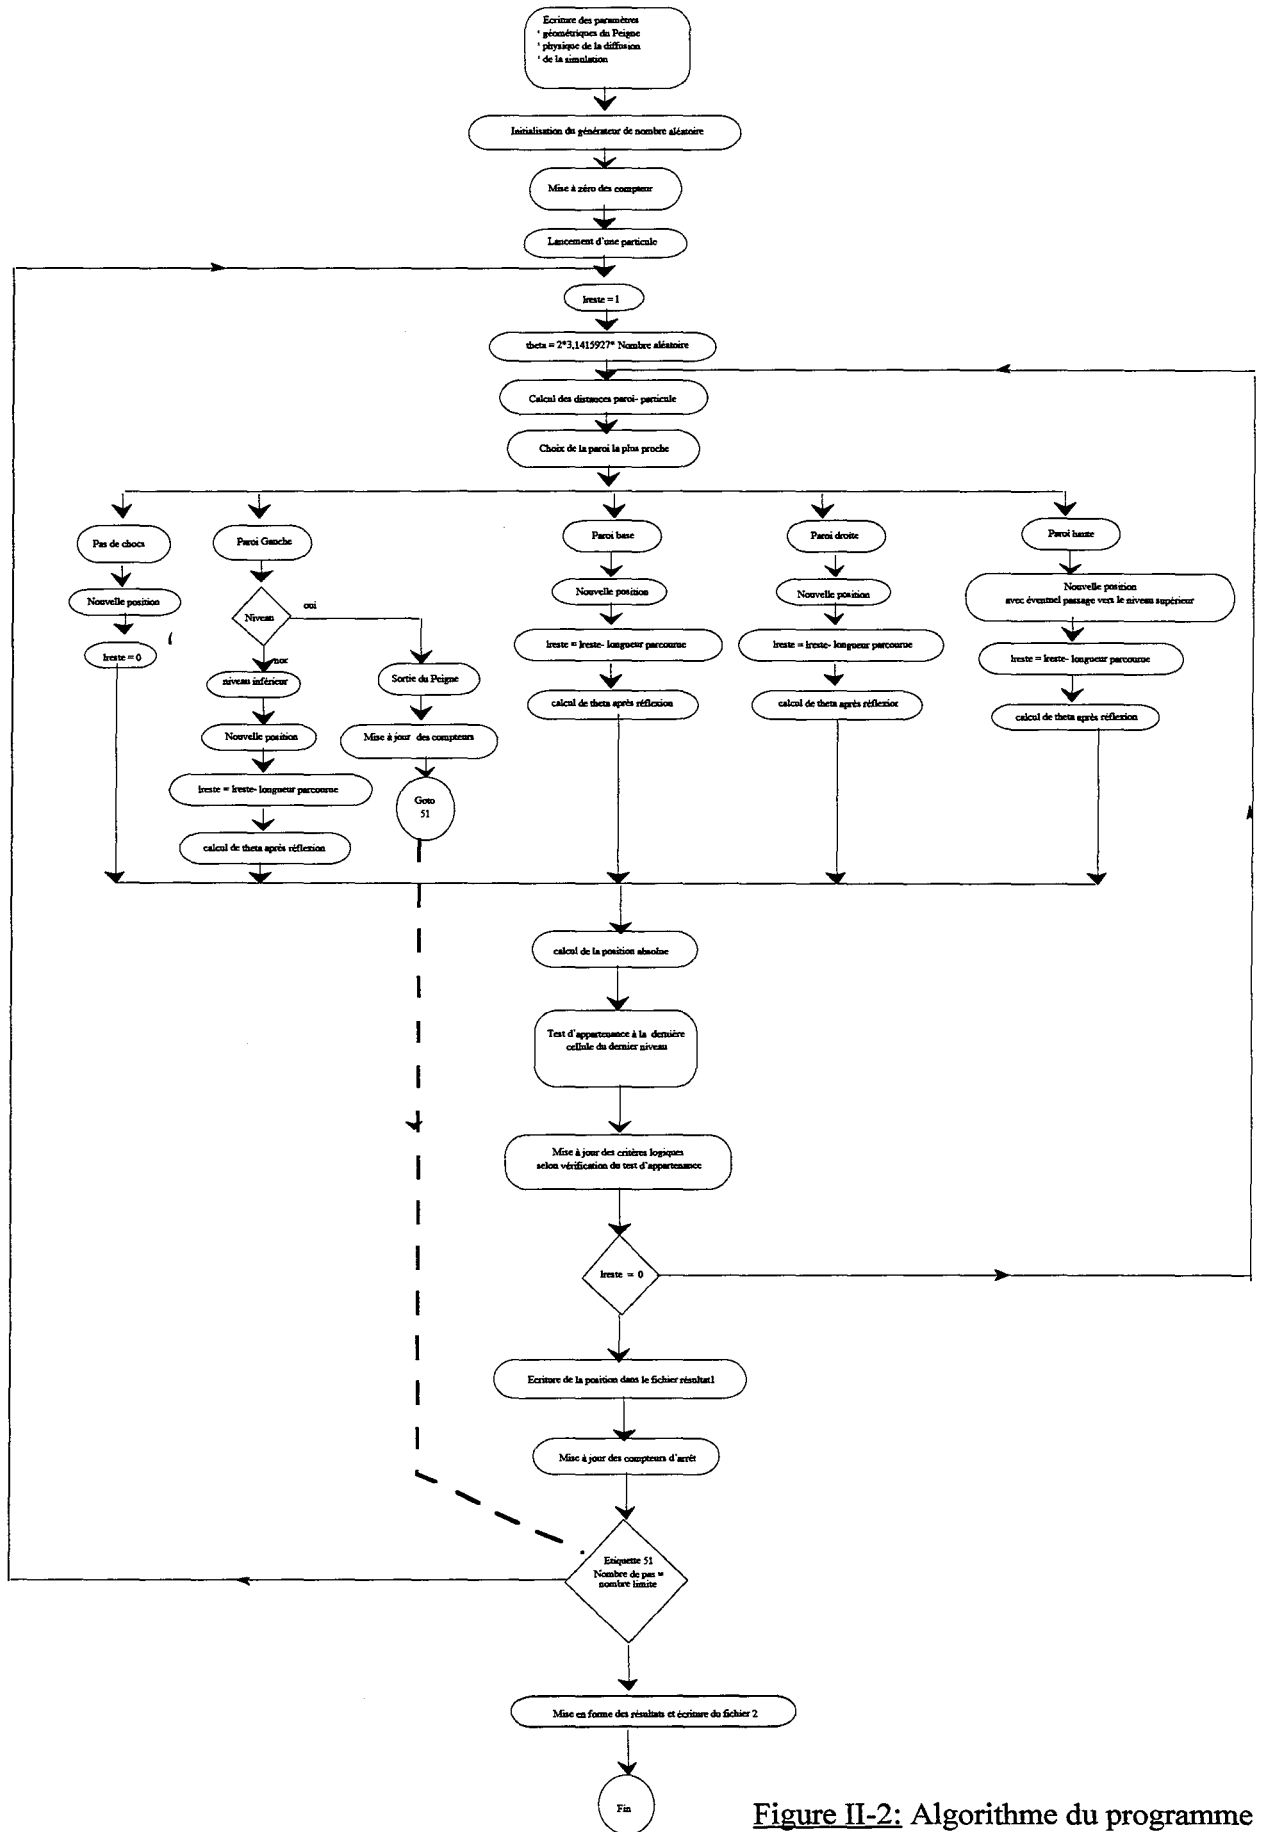 Ecriture des paramètres
' géométriques du Peigne
' physique de la diffusion
' de la simulation
Initialisation du générateur de nombre aléatoire
Mise à zéro des compteur
Lancement d'une particule
lreste = 1
theta = 2*3,1415927* Nombre aléatoire
Calcul des distances paroi- particule
Choix de la paroi la plus proche
Pas de chocs
Nouvelle position
lreste = 0
Paroi Gauche
Niveau
oui
non
niveau inférieur
Nouvelle position
lreste = lreste- longueur parcourue
calcul de theta après réflexion
Sortie du Peigne
Mise à jour des compteurs
Goto
51
Paroi base
Nouvelle position
lreste = lreste- longueur parcourue
calcul de theta après réflexion
Paroi droite
Nouvelle position
lreste = lreste- longueur parcourue
calcul de theta après réflexion
Paroi haute
Nouvelle position
avec éventuel passage vers le niveau supérieur
lreste = lreste- longueur parcourue
calcul de theta après réflexion
calcul de la position absolue
Test d'appartenance à la dernière
cellule du dernier niveau
Mise à jour des critères logiques
selon vérification du test d'appartenance
lreste = 0
Ecriture de la position dans le fichier résultat1
Mise à jour des compteurs d'arrêt
Etiquette 51
Nombre de pas =
nombre limite
Mise en forme des résultats et écriture du fichier 2
Fin
Figure II-2: Algorithme du programme